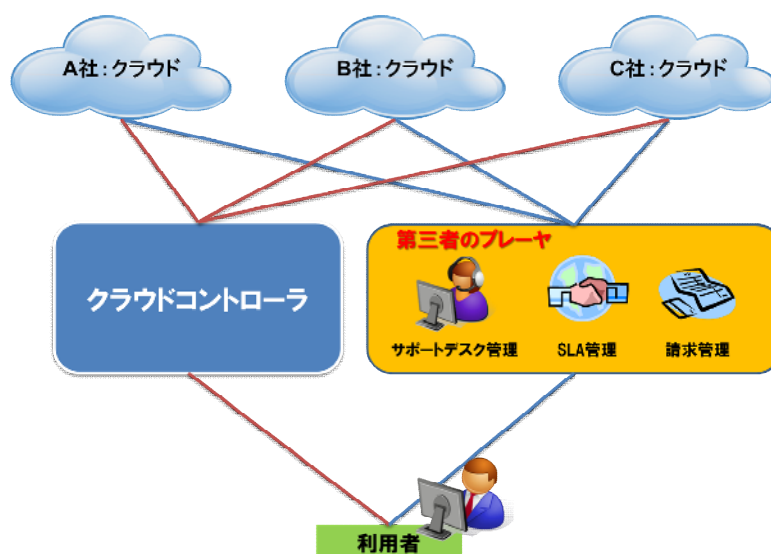 A社:クラウド
B社:クラウド
C社:クラウド
クラウドコントローラ
第三者のプレーヤ
サポートデスク管理
SLA管理
請求管理
利用者